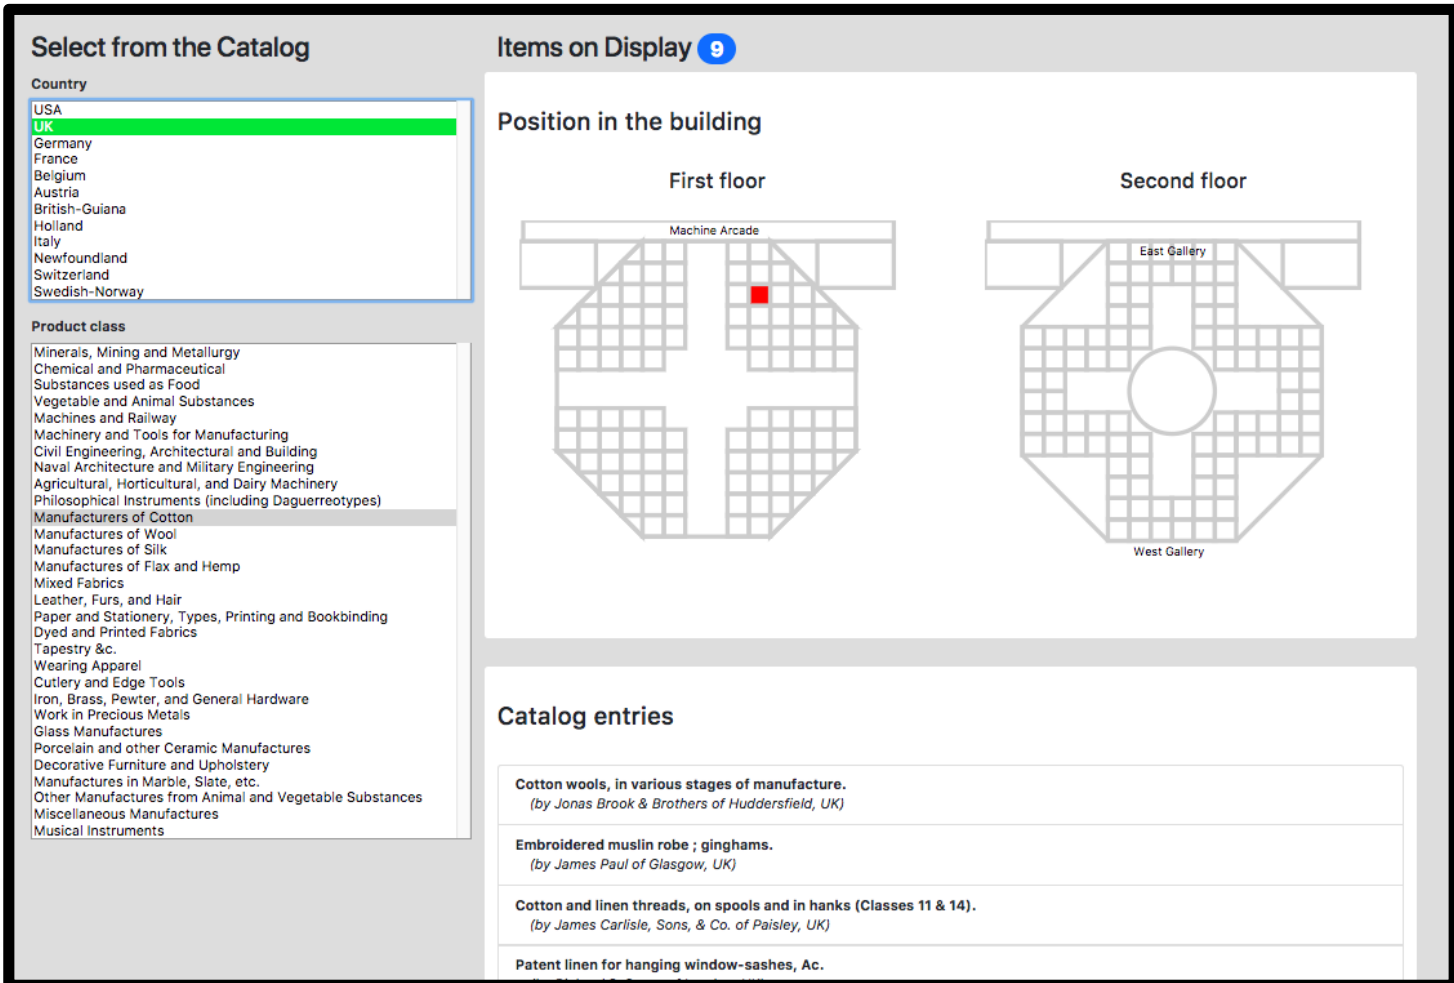 Select from the Catalog
Country
USA
UK
Germany
France
Belgium
Austria
British-Guiana
Holland
Italy
Newfoundland
Switzerland
Swedish-Norway
Product class
Minerals, Mining and Metallurgy
Chemical and Pharmaceutical
Substances used as Food
Vegetable and Animal Substances
Machines and Railway
Machinery and Tools for Manufacturing
Civil Engineering, Architectural and Building
Naval Architecture and Military Engineering
Agricultural, Horticultural, and Dairy Machinery
Philosophical Instruments (including Daguerreotypes)
Manufacturers of Cotton
Manufactures of Wool
Manufactures of Silk
Manufactures of Flax and Hemp
Mixed Fabrics
Leather, Furs, and Hair
Paper and Stationery, Types, Printing and Bookbinding
Dyed and Printed Fabrics
Tapestry &c.
Wearing Apparel
Cutlery and Edge Tools
Iron, Brass, Pewter, and General Hardware
Work in Precious Metals
Glass Manufactures
Porcelain and other Ceramic Manufactures
Decorative Furniture and Upholstery
Manufactures in Marble, Slate, etc.
Other Manufactures from Animal and Vegetable Substances
Miscellaneous Manufactures
Musical Instruments
Items on Display 9
Position in the building
First floor
Machine Arcade
Second floor
East Gallery
West Gallery
Catalog entries
Cotton wools, in various stages of manufacture.
(by Jonas Brook & Brothers of Huddersfield, UK)
Embroidered muslin robe ; ginghams.
(by James Paul of Glasgow, UK)
Cotton and linen threads, on spools and in hanks (Classes 11 & 14).
(by James Carlisle, Sons, & Co. of Paisley, UK)
Patent linen for hanging window-sashes, Ac.